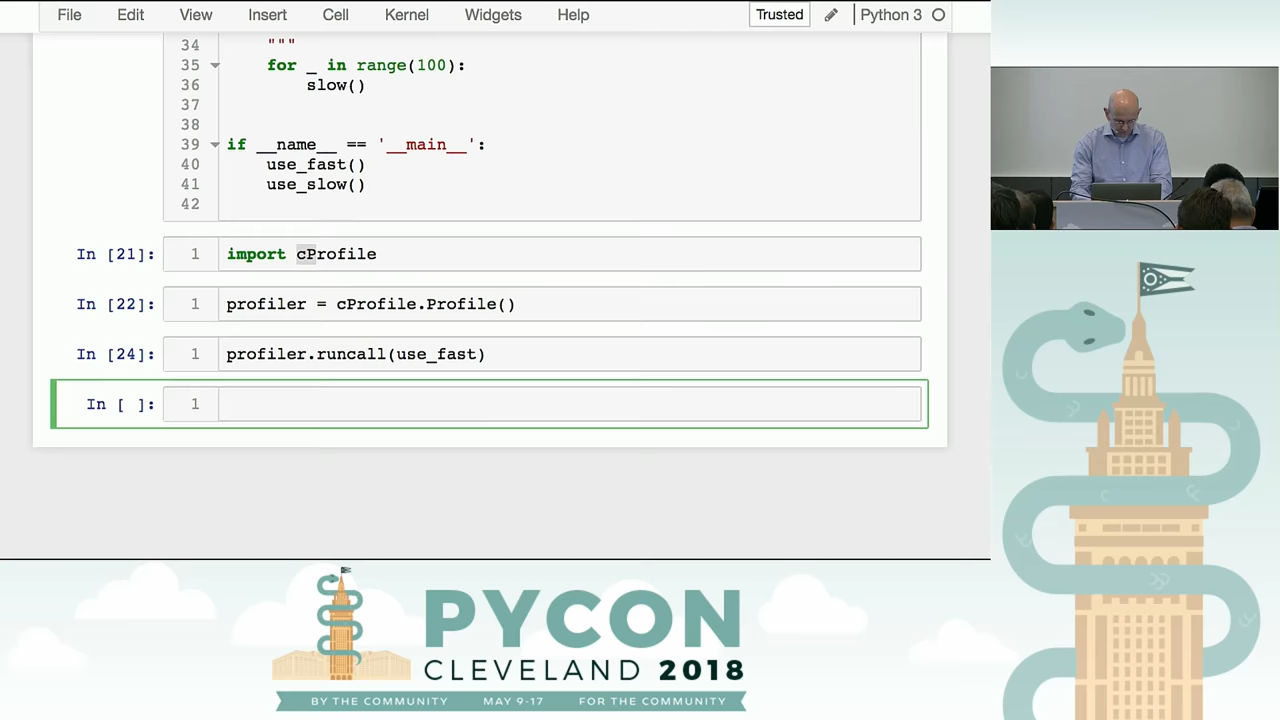 File Edit View Insert Cell Kernel Widgets Help Trusted Python 3
34 """
35 for _ in range(100):
36 slow()
37
38
39 if __name__ == '__main__':
40 use_fast()
41 use_slow()
42
In [21]: 1 import cProfile
In [22]: 1 profiler = cProfile.Profile()
In [24]: 1 profiler.runcall(use_fast)
In [ ]: 1
PYCON
CLEVELAND 2018
BY THE COMMUNITY MAY 9-17 FOR THE COMMUNITY